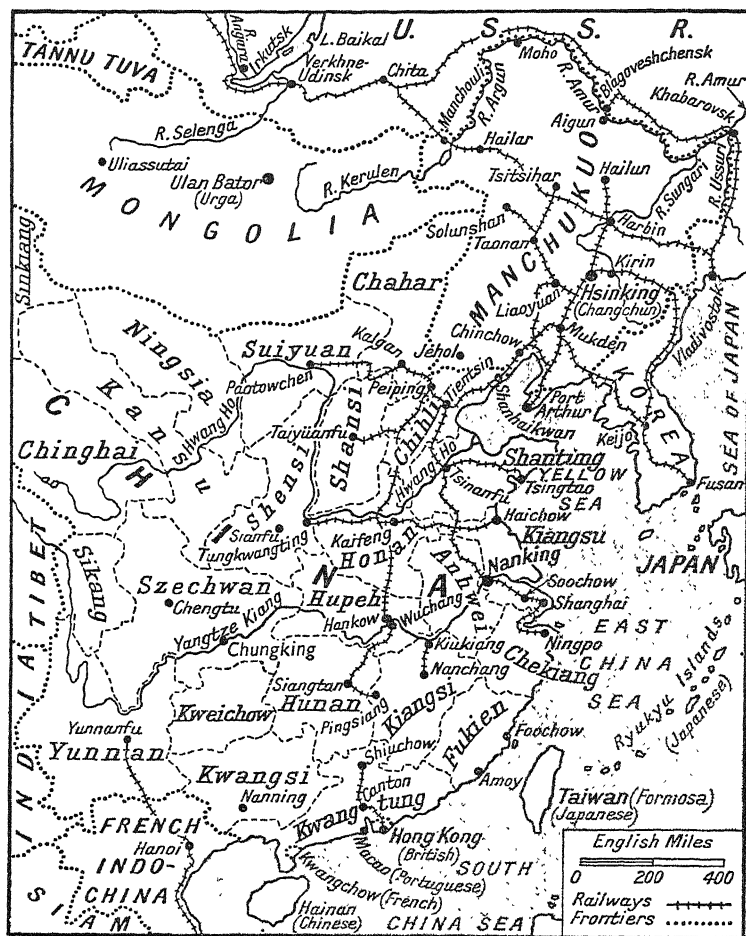 TANNU TUVA
R. Angara
Irkutsk
L. Baikal
U. S. S. R.
Verkhne-
Udinsk
Chita
Moho
Blagoveshchensk
R. Amur
Khabarovsk
R. Amur
Manchouli
R. Argun
Aigun
R. Selenga
Hailar
Uliassutai
Ulan Bator
(Urga)
R. Kerulen
MONGOLIA
Tsitsihar
Hailun
R. Sungari
R. Ussuri
Solunshan
Taonan
Harbin
MANCHUKUO
Sinkiang
Chahar
Kirin
Liaoyuan
Hsinking
(Changchun)
Vladivostok
Chinchow
Mukden
Ningsia
Suiyuan
Kalgan
Jehol
Paotowchen
Peiping
Tientsin
Port
Arthur
Shanhaikwan
KOREA
SEA OF JAPAN
Kansu
CHINA
Hwang Ho
Taiyuanfu
Shansi
Chihli
Keijo
Chinghai
Shensi
Hwang Ho
Shantung
Tsinanfu
Tsingtao
YELLOW
SEA
Fusan
Sianfu
Tungkwangting
Kaifeng
Honan
Haichow
Kiangsu
JAPAN
INDIA
TIBET
Sikang
Szechwan
Chengtu
Hupeh
Anhwei
Nanking
Soochow
Shanghai
Yangtze Kiang
Hankow
Wuchang
Chungking
Kiukiang
Chekiang
Ningpo
EAST
CHINA
SEA
Nanchang
Siangtan
Hunan
Pingsiang
Kiangsi
Kweichow
Ryukyu Islands
(Japanese)
Yunnanfu
Yunnan
Shiuchow
Fukien
Foochow
Kwangsi
Nanning
Canton
Kwangtung
Amoy
Taiwan (Formosa)
(Japanese)
FRENCH
INDO-
CHINA
Hanoi
Hong Kong
(British)
Macao (Portuguese)
Kwangchow (French)
SOUTH
CHINA SEA
SIAM
Hainan
(Chinese)
English Miles
0 200 400
Railways
Frontiers